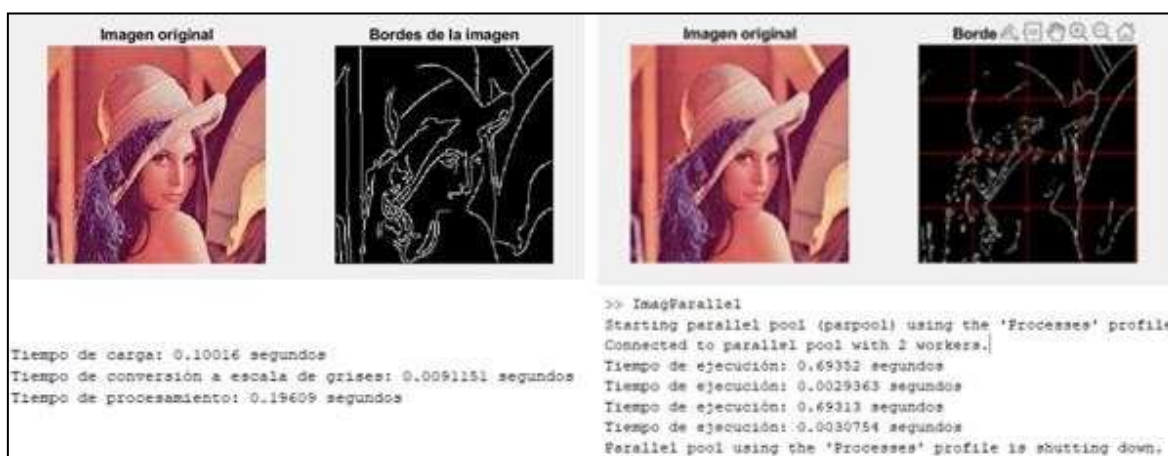 Imagen original
Bordes de la imagen
Tiempo de carga: 0.10016 segundos
Tiempo de conversión a escala de grises: 0.0091151 segundos
Tiempo de procesamiento: 0.19609 segundos
Imagen original
Borde
>> ImagParallel
Starting parallel pool (parpool) using the 'Processes' profile
Connected to parallel pool with 2 workers.
Tiempo de ejecución: 0.69352 segundos
Tiempo de ejecución: 0.0029363 segundos
Tiempo de ejecución: 0.69313 segundos
Tiempo de ejecución: 0.0030754 segundos
Parallel pool using the 'Processes' profile is shutting down.